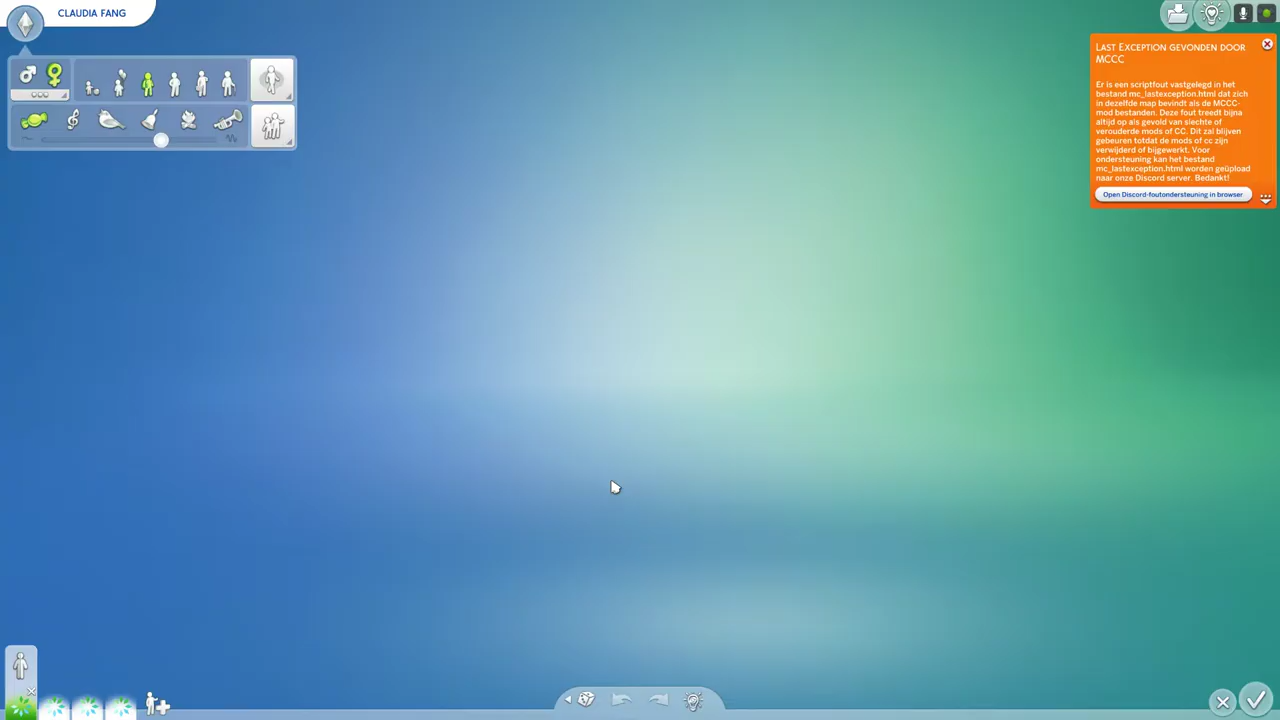 CLAUDIA FANG
LAST EXCEPTION GEVONDEN DOOR
MCCC
Er is een scriptfout vastgelegd in het
bestand mc_lastexception.html dat zich
in dezelfde map bevindt als de MCCC-
mod bestanden. Deze fout treedt bijna
altijd op als gevold van slechte of
verouderde mods of CC. Dit zal blijven
gebeuren totdat de mods of cc zijn
verwijderd of bijgewerkt. Voor
ondersteuning kan het bestand
mc_lastexception.html worden geüpload
naar onze Discord server. Bedankt!
Open Discord-foutondersteuning in browser